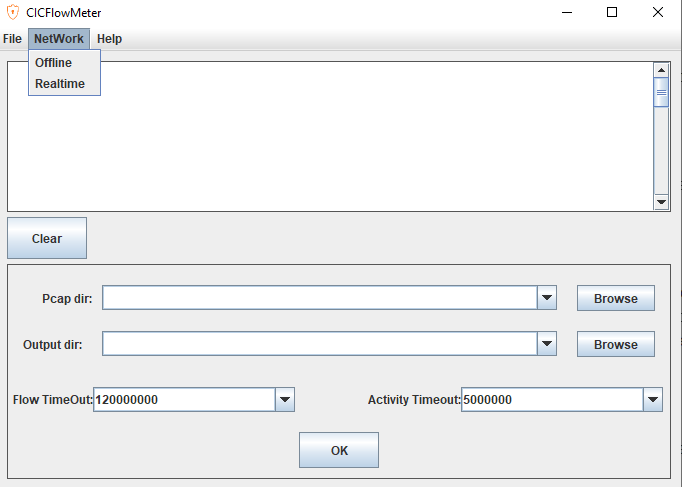 CICFlowMeter
File NetWork Help
Offline
Realtime
Clear
Pcap dir: Browse
Output dir: Browse
Flow TimeOut: 120000000 Activity Timeout: 5000000
OK